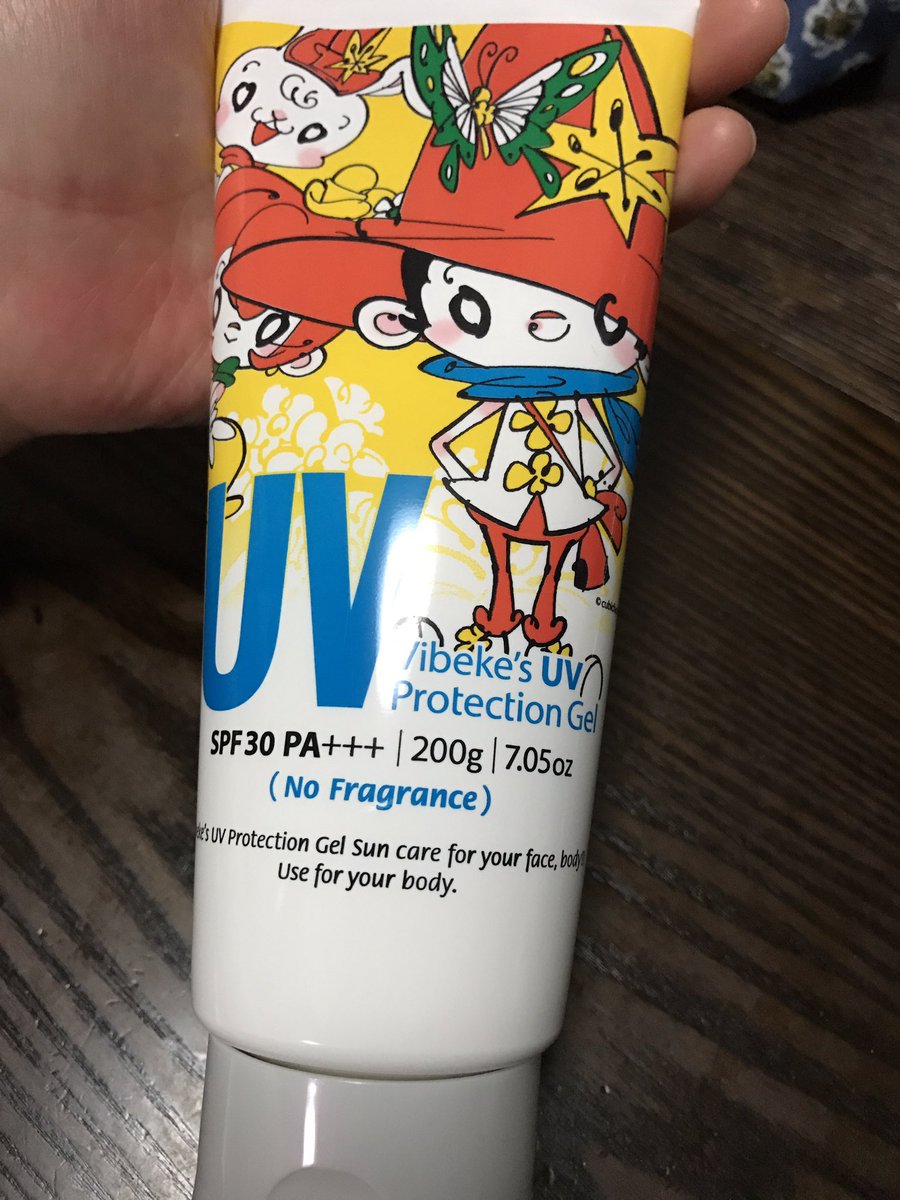 UV
Vibeke's UV
Protection Gel
SPF30 PA+++ | 200g | 7.05oz
(No Fragrance)
UV Protection Gel Sun care for your face, body
Use for your body.